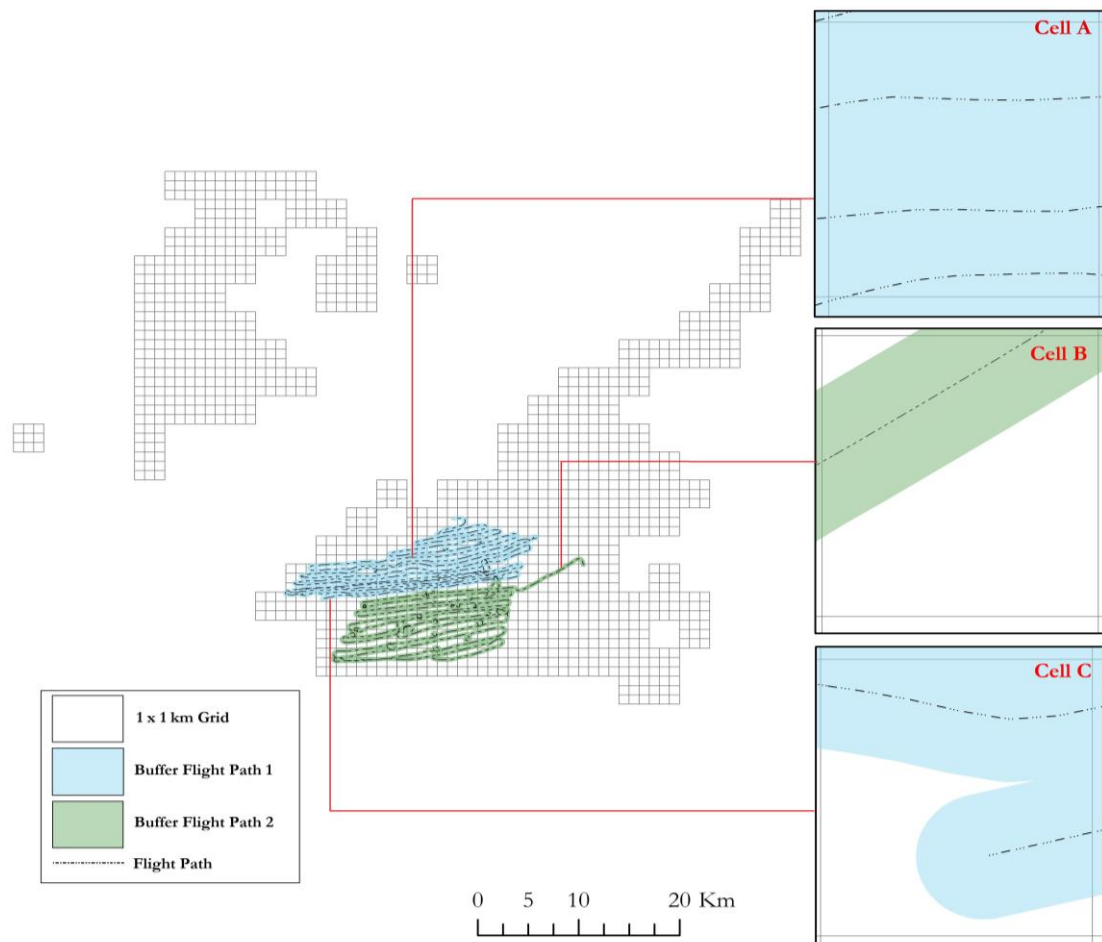 Cell A
Cell B
Cell C
1 x 1 km Grid
Buffer Flight Path 1
Buffer Flight Path 2
Flight Path
0 5 10 20 Km